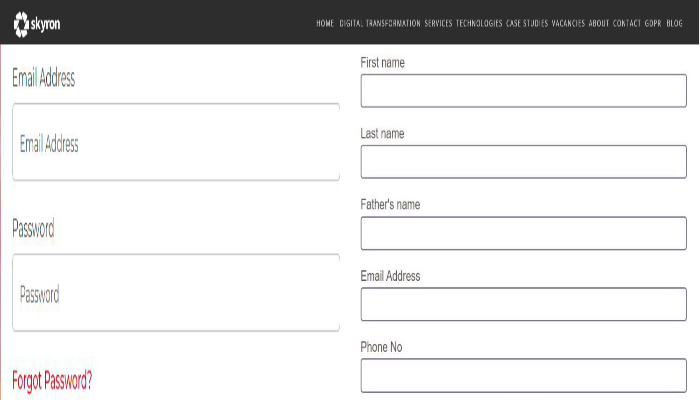 skyron
HOME DIGITAL TRANSFORMATION SERVICES TECHNOLOGIES CASE STUDIES VACANCIES ABOUT CONTACT GDPR BLOG
Email Address
Email Address
Password
Password
Forgot Password?
First name
Last name
Father's name
Email Address
Phone No